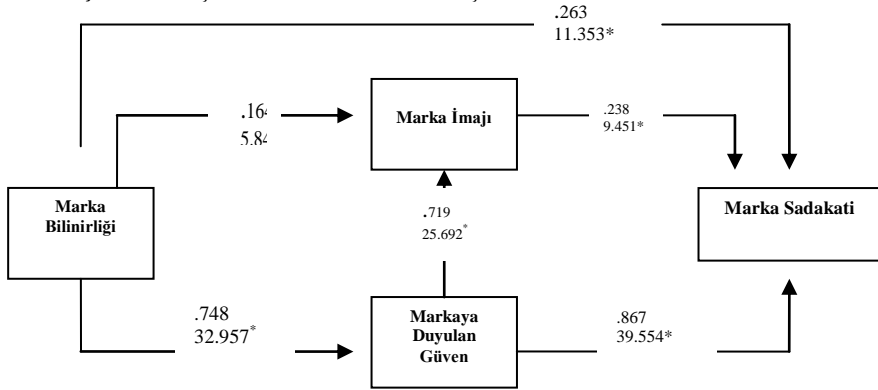 .263
11.353*
.164
5.84
Marka İmajı
.238
9.451*
Marka
Bilinirliği
.719
25.692*
Marka Sadakati
.748
32.957*
Markaya
Duyulan
Güven
.867
39.554*